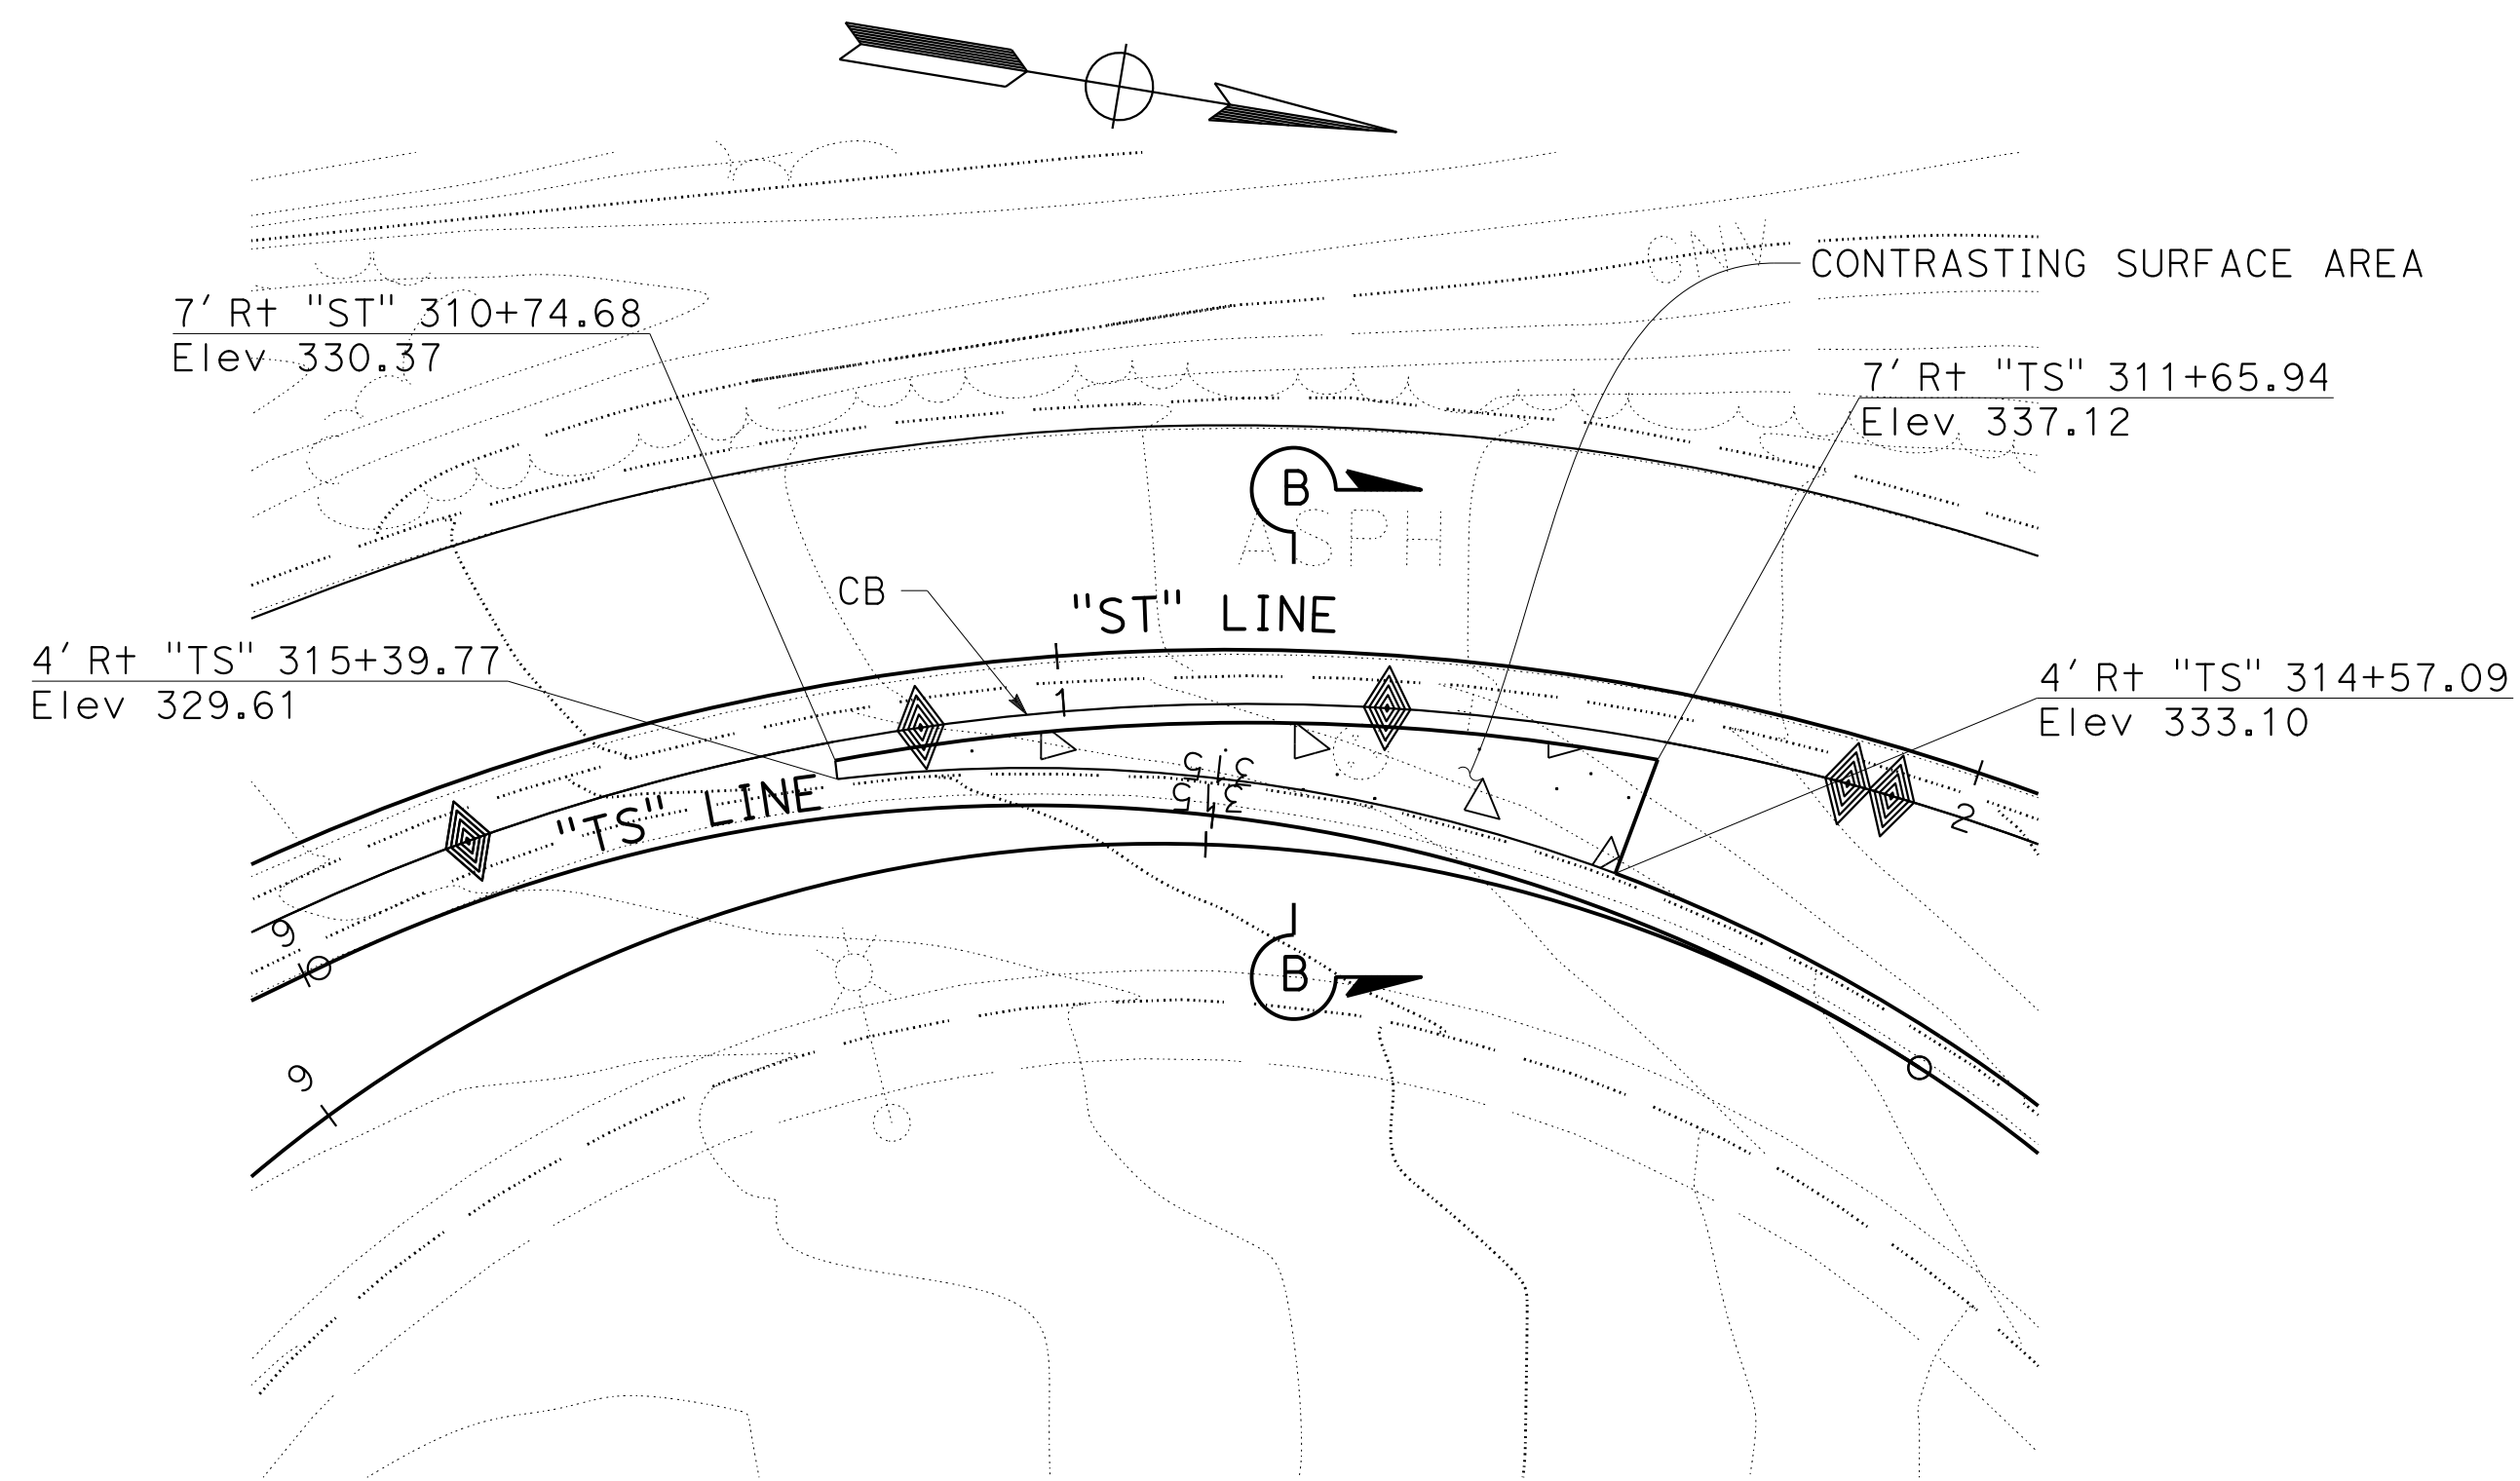 CONTRASTING SURFACE AREA
7' Rt "ST" 310+74.68
Elev 330.37
7' Rt "TS" 311+65.94
Elev 337.12
B
ASPH
CB
"ST" LINE
4' Rt "TS" 315+39.77
Elev 329.61
4' Rt "TS" 314+57.09
Elev 333.10
1
315
315
"TS" LINE
2
9
B
9